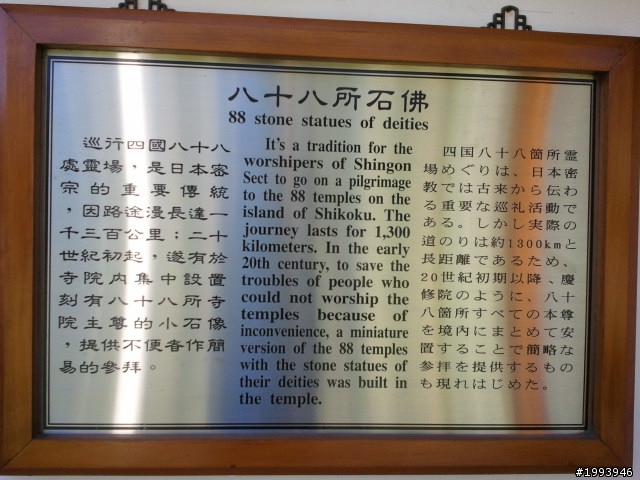 八十八所石佛
88 stone statues of deities
巡行四國八十八
處靈場，是日本密
宗的重要傳統
，因路途漫長達一
千三百公里；二十
世紀初起，遂有於
寺院內集中設置
刻有八十八所寺
院主尊的小石像
，提供不便者作簡
易的參拜。
It's a tradition for the
worshipers of Shingon
Sect to go on a pilgrimage
to the 88 temples on the
island of Shikoku. The
journey lasts for 1,300
kilometers. In the early
20th century, to save the
troubles of people who
could not worship the
temples because of
inconvenience, a miniature
version of the 88 temples
with the stone statues of
their deities was built in
the temple.
四国八十八箇所霊
場めぐりは、日本密
教では古来から伝わ
る重要な巡礼活動で
ある。しかし実際の
道のりは約1300kmと
長距離であるため、
20世紀初期以降、慶
修院のように、八十
八箇所すべての本尊
を境内にまとめて安
置することで簡略な
参拝を提供するもの
も現れはじめた。
#1993946